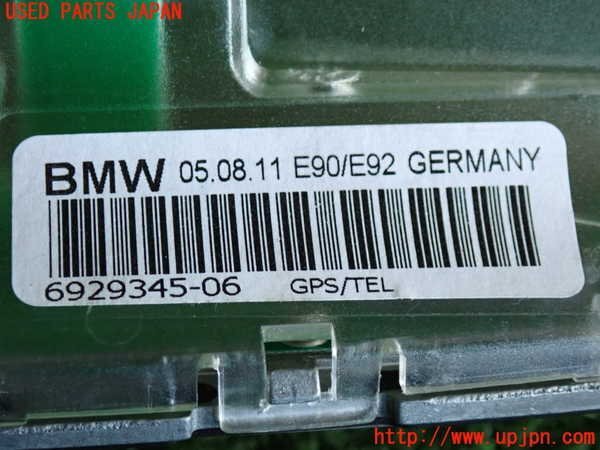 USED PARTS JAPAN
BMW 05.08.11 E90/E92 GERMANY
6929345-06 GPS/TEL
http://www.upjpn.com